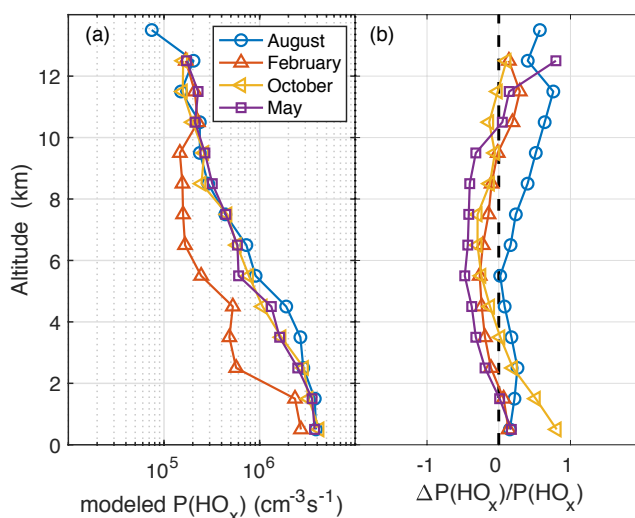 (a)
August
February
October
May
(b)
12
10
8
6
4
2
0
Altitude (km)
10⁵
10⁶
-1
0
1
modeled P(HOₓ) (cm⁻³s⁻¹)
ΔP(HOₓ)/P(HOₓ)